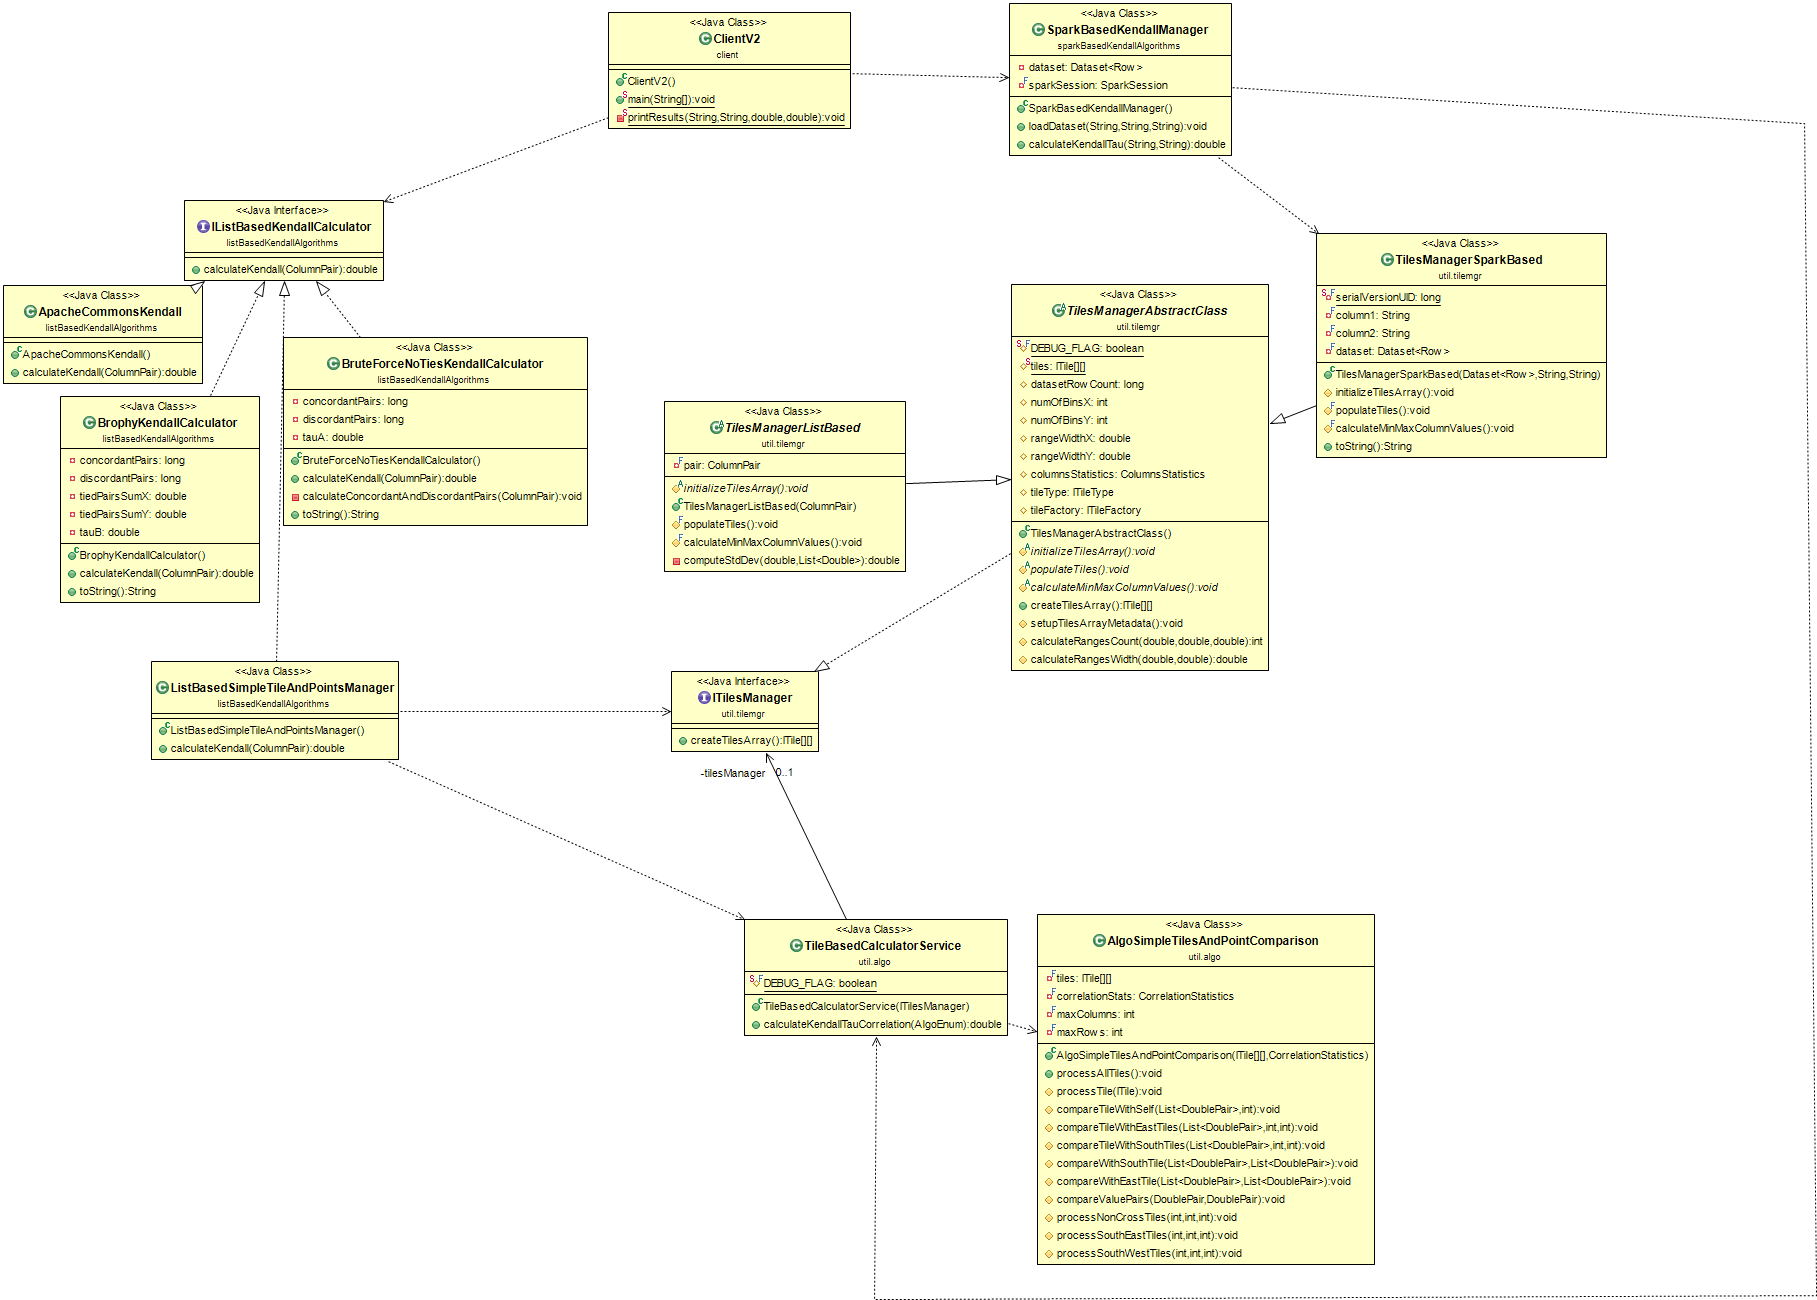 <<Java Class>>
ClientV2
client
ClientV2()
main(String[]):void
printResults(String,String,double,double):void
<<Java Class>>
SparkBasedKendallManager
sparkBasedKendallAlgorithms
dataset: Dataset<Row>
sparkSession: SparkSession
SparkBasedKendallManager()
loadDataset(String,String,String):void
calculateKendallTau(String,String):double
<<Java Interface>>
IListBasedKendallCalculator
listBasedKendallAlgorithms
calculateKendall(ColumnPair):double
<<Java Class>>
TilesManagerSparkBased
util.tilemgr
serialVersionUID: long
column1: String
column2: String
dataset: Dataset<Row>
TilesManagerSparkBased(Dataset<Row>,String,String)
initializeTilesArray():void
populateTiles():void
calculateMinMaxColumnValues():void
toString():String
<<Java Class>>
ApacheCommonsKendall
listBasedKendallAlgorithms
ApacheCommonsKendall()
calculateKendall(ColumnPair):double
<<Java Class>>
BruteForceNoTiesKendallCalculator
listBasedKendallAlgorithms
concordantPairs: long
discordantPairs: long
tauA: double
BruteForceNoTiesKendallCalculator()
calculateKendall(ColumnPair):double
calculateConcordantAndDiscordantPairs(ColumnPair):void
toString():String
<<Java Class>>
TilesManagerAbstractClass
util.tilemgr
DEBUG_FLAG: boolean
tiles: ITile[][]
datasetRowCount: long
numOfBinsX: int
numOfBinsY: int
rangeWidthX: double
rangeWidthY: double
columnsStatistics: ColumnsStatistics
tileType: ITileType
tileFactory: ITileFactory
TilesManagerAbstractClass()
initializeTilesArray():void
populateTiles():void
calculateMinMaxColumnValues():void
createTilesArray():ITile[][]
setupTilesArrayMetadata():void
calculateRangesCount(double,double,double):int
calculateRangesWidth(double,double):double
<<Java Class>>
BrophyKendallCalculator
listBasedKendallAlgorithms
concordantPairs: long
discordantPairs: long
tiedPairsSumX: double
tiedPairsSumY: double
tauB: double
BrophyKendallCalculator()
calculateKendall(ColumnPair):double
toString():String
<<Java Class>>
TilesManagerListBased
util.tilemgr
pair: ColumnPair
initializeTilesArray():void
TilesManagerListBased(ColumnPair)
populateTiles():void
calculateMinMaxColumnValues():void
computeStdDev(double,List<Double>):double
<<Java Class>>
ListBasedSimpleTileAndPointsManager
listBasedKendallAlgorithms
ListBasedSimpleTileAndPointsManager()
calculateKendall(ColumnPair):double
<<Java Interface>>
ITilesManager
util.tilemgr
createTilesArray():ITile[][]
-tilesManager 0..1
<<Java Class>>
TileBasedCalculatorService
util.algo
DEBUG_FLAG: boolean
TileBasedCalculatorService(ITilesManager)
calculateKendallTauCorrelation(AlgoEnum):double
<<Java Class>>
AlgoSimpleTilesAndPointComparison
util.algo
tiles: ITile[][]
correlationStats: CorrelationStatistics
maxColumns: int
maxRows: int
AlgoSimpleTilesAndPointComparison(ITile[][],CorrelationStatistics)
processAllTiles():void
processTile(ITile):void
compareTileWithSelf(List<DoublePair>,int):void
compareTileWithEastTiles(List<DoublePair>,int,int):void
compareTileWithSouthTiles(List<DoublePair>,int,int):void
compareWithSouthTile(List<DoublePair>,List<DoublePair>):void
compareWithEastTile(List<DoublePair>,List<DoublePair>):void
compareValuePairs(DoublePair,DoublePair):void
processNonCrossTiles(int,int,int):void
processSouthEastTiles(int,int,int):void
processSouthWestTiles(int,int,int):void